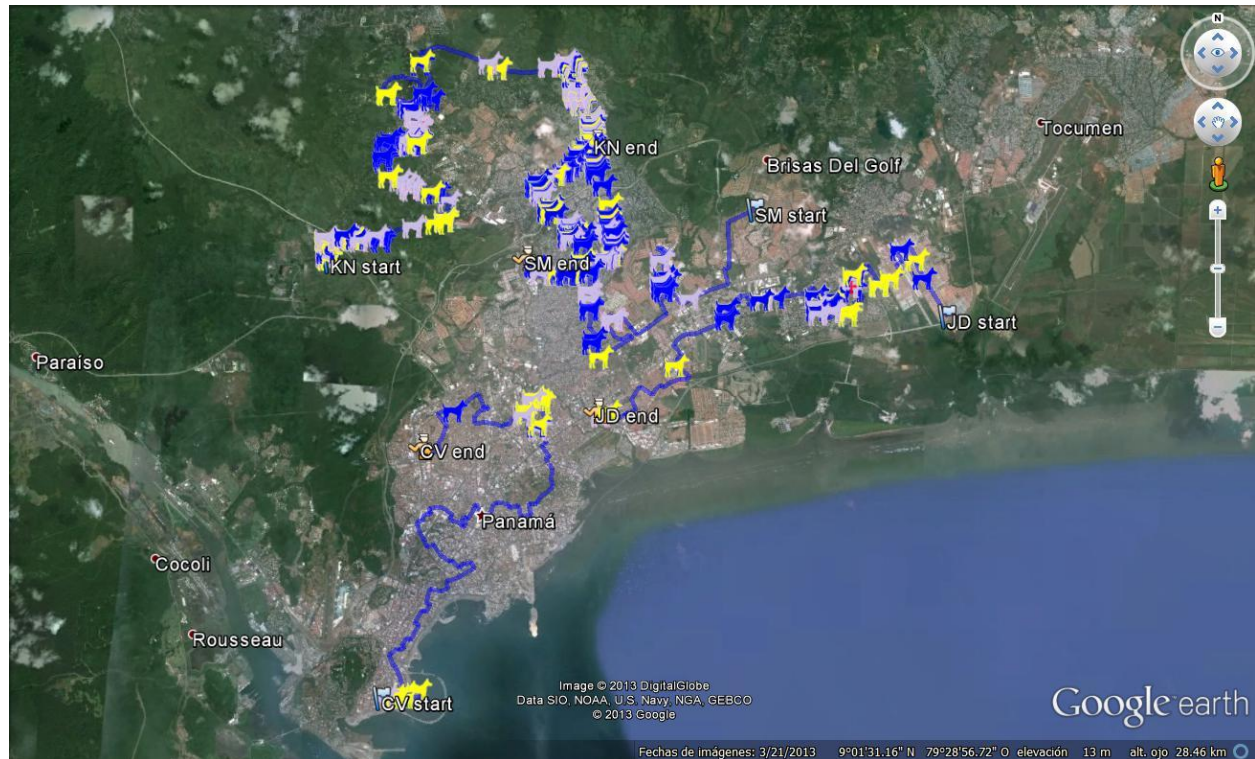 N
Tocumen
KN end
Brisas Del Golf
SM start
SM end
KN start
JD start
Paraíso
JD end
CV end
Panamá
Cocoli
Rousseau
CV start
Image © 2013 DigitalGlobe
Data SIO, NOAA, U.S. Navy, NGA, GEBCO
© 2013 Google
Google earth
Fechas de imágenes: 3/21/2013 9°01'31.16" N 79°28'56.72" O elevación 13 m alt. ojo 28.46 km